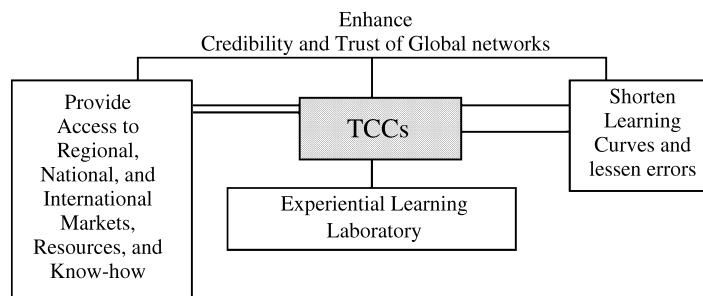 Enhance
Credibility and Trust of Global networks
Provide
Access to
Regional,
National, and
International
Markets,
Resources, and
Know-how
TCCs
Shorten
Learning
Curves and
lessen errors
Experiential Learning
Laboratory